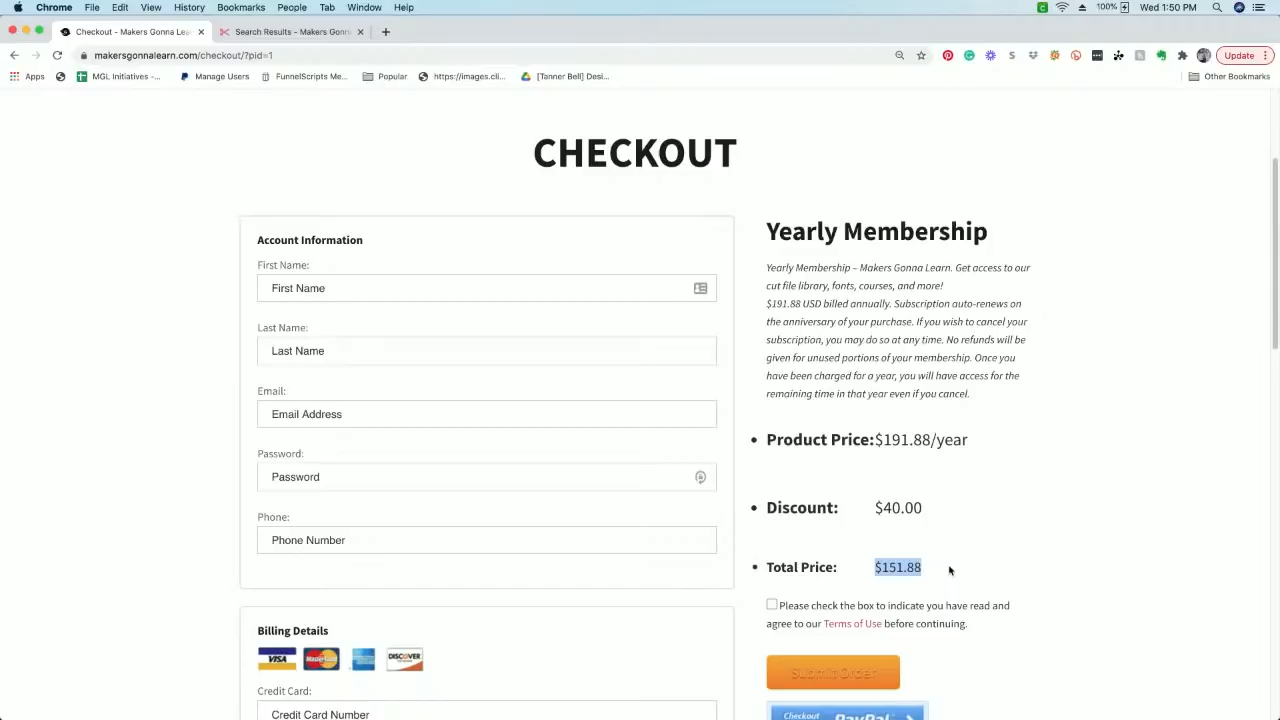 Chrome File Edit View History Bookmarks People Tab Window Help 100% Wed 1:50 PM
Checkout - Makers Gonna Lea Search Results - Makers Gonn
makersgonnalearn.com/checkout/?pid=1 Update
Apps MGL Initiatives -... Manage Users FunnelScripts Me... Popular https://images.cli... [Tanner Bell] Desi... Other Bookmarks
CHECKOUT
Account Information
First Name:
First Name
Last Name:
Last Name
Email:
Email Address
Password:
Password
Phone:
Phone Number
Billing Details
VISA MasterCard DISCOVER
Credit Card:
Credit Card Number
Yearly Membership
Yearly Membership – Makers Gonna Learn. Get access to our
cut file library, fonts, courses, and more!
$191.88 USD billed annually. Subscription auto-renews on
the anniversary of your purchase. If you wish to cancel your
subscription, you may do so at any time. No refunds will be
given for unused portions of your membership. Once you
have been charged for a year, you will have access for the
remaining time in that year even if you cancel.
Product Price:$191.88/year
Discount: $40.00
Total Price: $151.88
Please check the box to indicate you have read and
agree to our Terms of Use before continuing.
Submit Order
Checkout PayPal